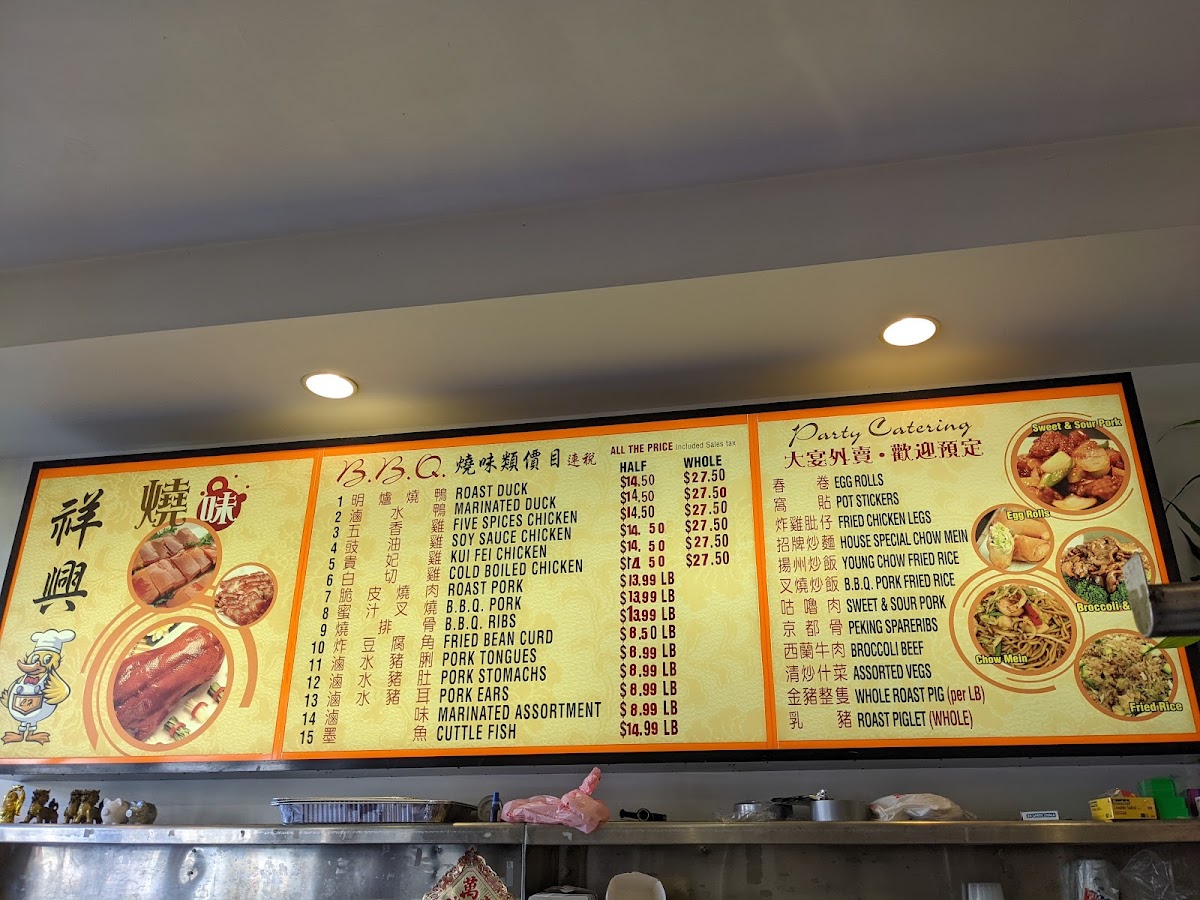 祥興
燒味
B.B.Q. 燒味類價目 連稅 ALL THE PRICE included Sales tax
HALF WHOLE
1 明爐燒鴨 ROAST DUCK $14.50 $27.50
2 滷水鴨 MARINATED DUCK $14.50 $27.50
3 五香雞 FIVE SPICES CHICKEN $14.50 $27.50
4 豉油雞 SOY SAUCE CHICKEN $14.50 $27.50
5 貴妃雞 KUI FEI CHICKEN $14.50 $27.50
6 白切雞 COLD BOILED CHICKEN $14.50 $27.50
7 脆皮燒肉 ROAST PORK $13.99 LB
8 蜜汁叉燒 B.B.Q. PORK $13.99 LB
9 燒排骨 B.B.Q. RIBS $13.99 LB
10 炸豆腐角 FRIED BEAN CURD $8.50 LB
11 滷水豬脷 PORK TONGUES $8.99 LB
12 滷水豬肚 PORK STOMACHS $8.99 LB
13 滷水豬耳 PORK EARS $8.99 LB
14 滷味 MARINATED ASSORTMENT $8.99 LB
15 墨魚 CUTTLE FISH $14.99 LB
Party Catering
大宴外賣·歡迎預定
春卷 EGG ROLLS
窩貼 POT STICKERS
炸雞肶仔 FRIED CHICKEN LEGS
招牌炒麵 HOUSE SPECIAL CHOW MEIN
揚州炒飯 YOUNG CHOW FRIED RICE
叉燒炒飯 B.B.Q. PORK FRIED RICE
咕嚕肉 SWEET & SOUR PORK
京都骨 PEKING SPARERIBS
西蘭牛肉 BROCCOLI BEEF
清炒什菜 ASSORTED VEGS
金豬整隻 WHOLE ROAST PIG (per LB)
乳豬 ROAST PIGLET (WHOLE)
Sweet & Sour Pork
Egg Rolls
Broccoli &
Chow Mein
Fried Rice
萬